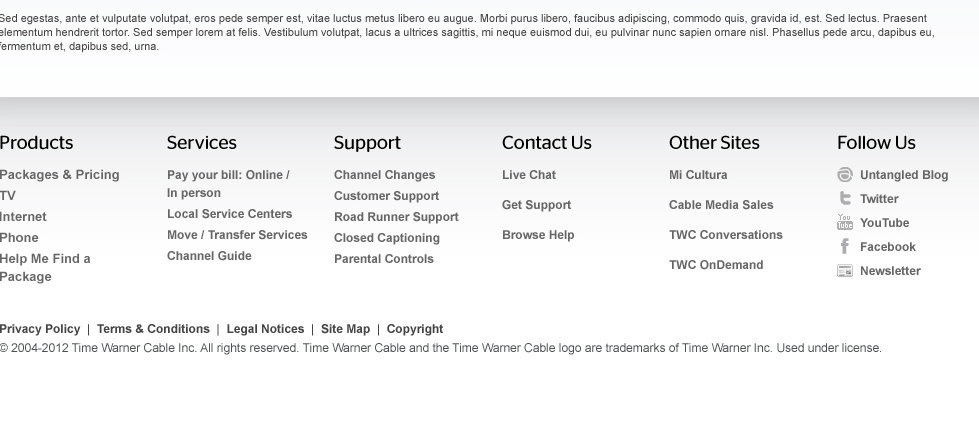 Sed egestas, ante et vulputate volutpat, eros pede semper est, vitae luctus metus libero eu augue. Morbi purus libero, faucibus adipiscing, commodo quis, gravida id, est. Sed lectus. Praesent
elementum hendrerit tortor. Sed semper lorem at felis. Vestibulum volutpat, lacus a ultrices sagittis, mi neque euismod dui, eu pulvinar nunc sapien ornare nisl. Phasellus pede arcu, dapibus eu,
fermentum et, dapibus sed, urna.
Products
Packages & Pricing
TV
Internet
Phone
Help Me Find a
Package
Services
Pay your bill: Online /
In person
Local Service Centers
Move / Transfer Services
Channel Guide
Support
Channel Changes
Customer Support
Road Runner Support
Closed Captioning
Parental Controls
Contact Us
Live Chat
Get Support
Browse Help
Other Sites
Mi Cultura
Cable Media Sales
TWC Conversations
TWC OnDemand
Follow Us
Untangled Blog
Twitter
You
Tube
YouTube
Facebook
Newsletter
Privacy Policy | Terms & Conditions | Legal Notices | Site Map | Copyright
© 2004-2012 Time Warner Cable Inc. All rights reserved. Time Warner Cable and the Time Warner Cable logo are trademarks of Time Warner Inc. Used under license.